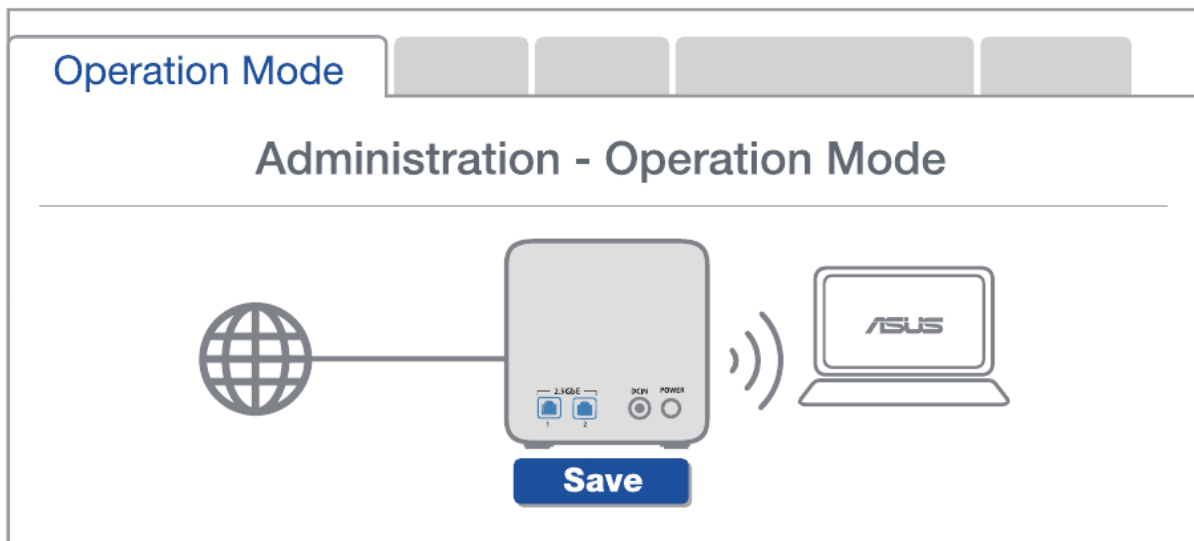 Operation Mode
Administration - Operation Mode
ASUS
2.5GbE
DCIN POWER
1 2
Save